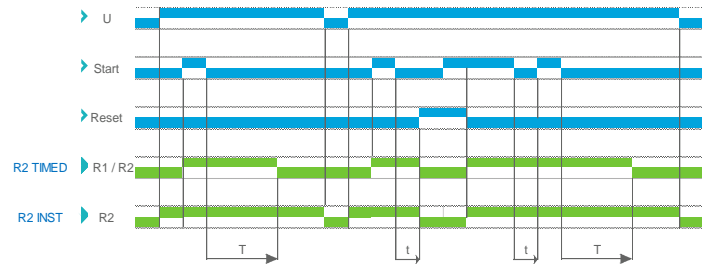 U
Start
Reset
R2 TIMED R1 / R2
R2 INST R2
T t t T